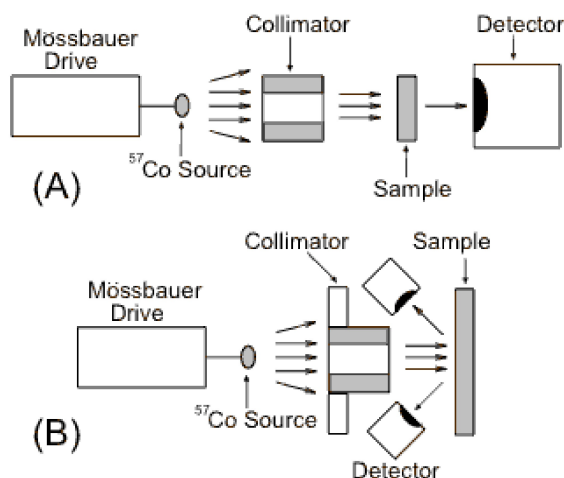 Mössbauer
Drive
Collimator
Detector
⁵⁷Co Source
Sample
(A)
Collimator
Sample
Mössbauer
Drive
⁵⁷Co Source
(B)
Detector